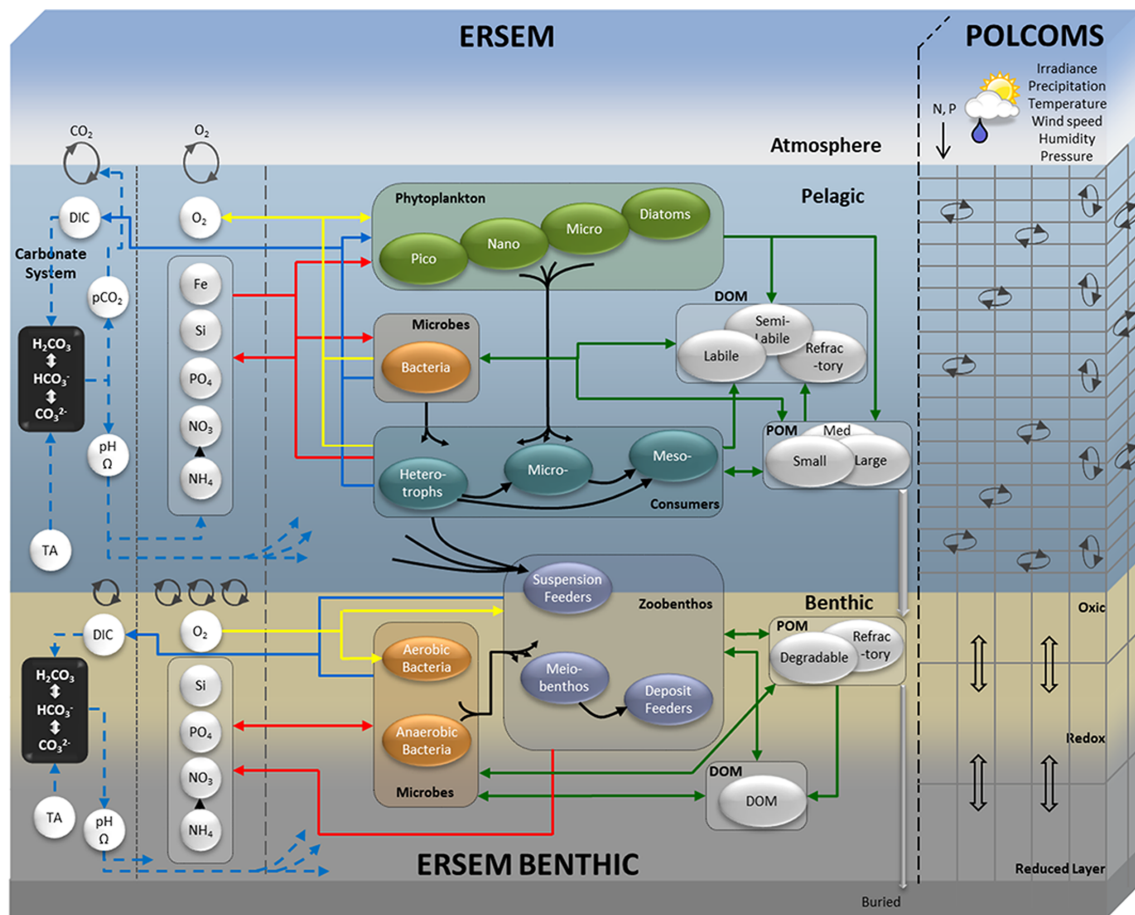 ERSEM
POLCOMS
Irradiance
Precipitation
Temperature
Wind speed
Humidity
Pressure
N, P
Atmosphere
CO₂
O₂
Pelagic
DIC
O₂
Carbonate
System
pCO₂
H₂CO₃
HCO₃⁻
CO₃²⁻
pH
Ω
TA
Fe
Si
PO₄
NO₃
NH₄
Phytoplankton
Pico
Nano
Micro
Diatoms
Microbes
Bacteria
DOM
Labile
Semi-
Labile
Refrac
-tory
POM
Small
Med
Large
Hetero-
trophs
Micro-
Meso-
Consumers
Benthic
Oxic
DIC
O₂
H₂CO₃
HCO₃⁻
CO₃²⁻
TA
pH
Ω
Si
PO₄
NO₃
NH₄
Suspension
Feeders
Zoobenthos
Meio-
benthos
Deposit
Feeders
Aerobic
Bacteria
Anaerobic
Bacteria
Microbes
POM
Degradable
Refrac
-tory
DOM
DOM
Redox
Reduced Layer
ERSEM BENTHIC
Buried